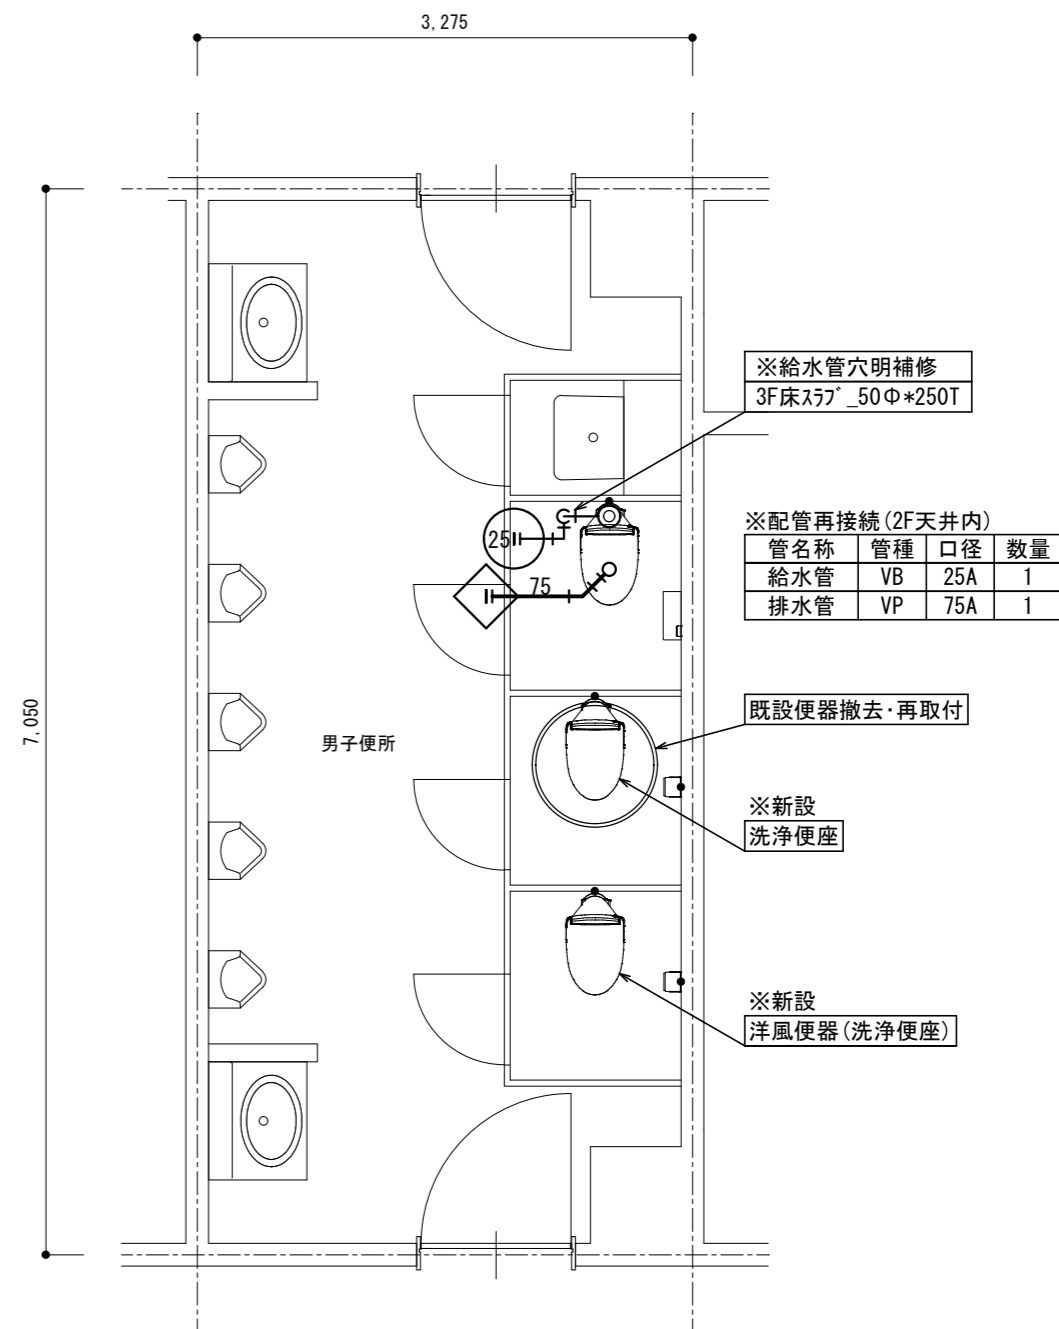 3,275
※給水管穴明補修
3F床ｽﾗﾌﾞ_50Φ*250T
25
75
※配管再接続(2F天井内)
管名称 管種 口径 数量
給水管 VB 25A 1
排水管 VP 75A 1
既設便器撤去･再取付
7,050
男子便所
※新設
洗浄便座
※新設
洋風便器(洗浄便座)